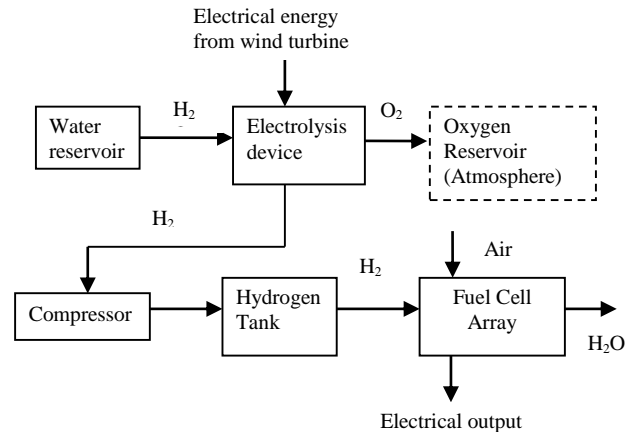 Electrical energy
from wind turbine
H₂
Water
reservoir
Electrolysis
device
O₂
Oxygen
Reservoir
(Atmosphere)
H₂
Compressor
Hydrogen
Tank
H₂
Air
Fuel Cell
Array
H₂O
Electrical output